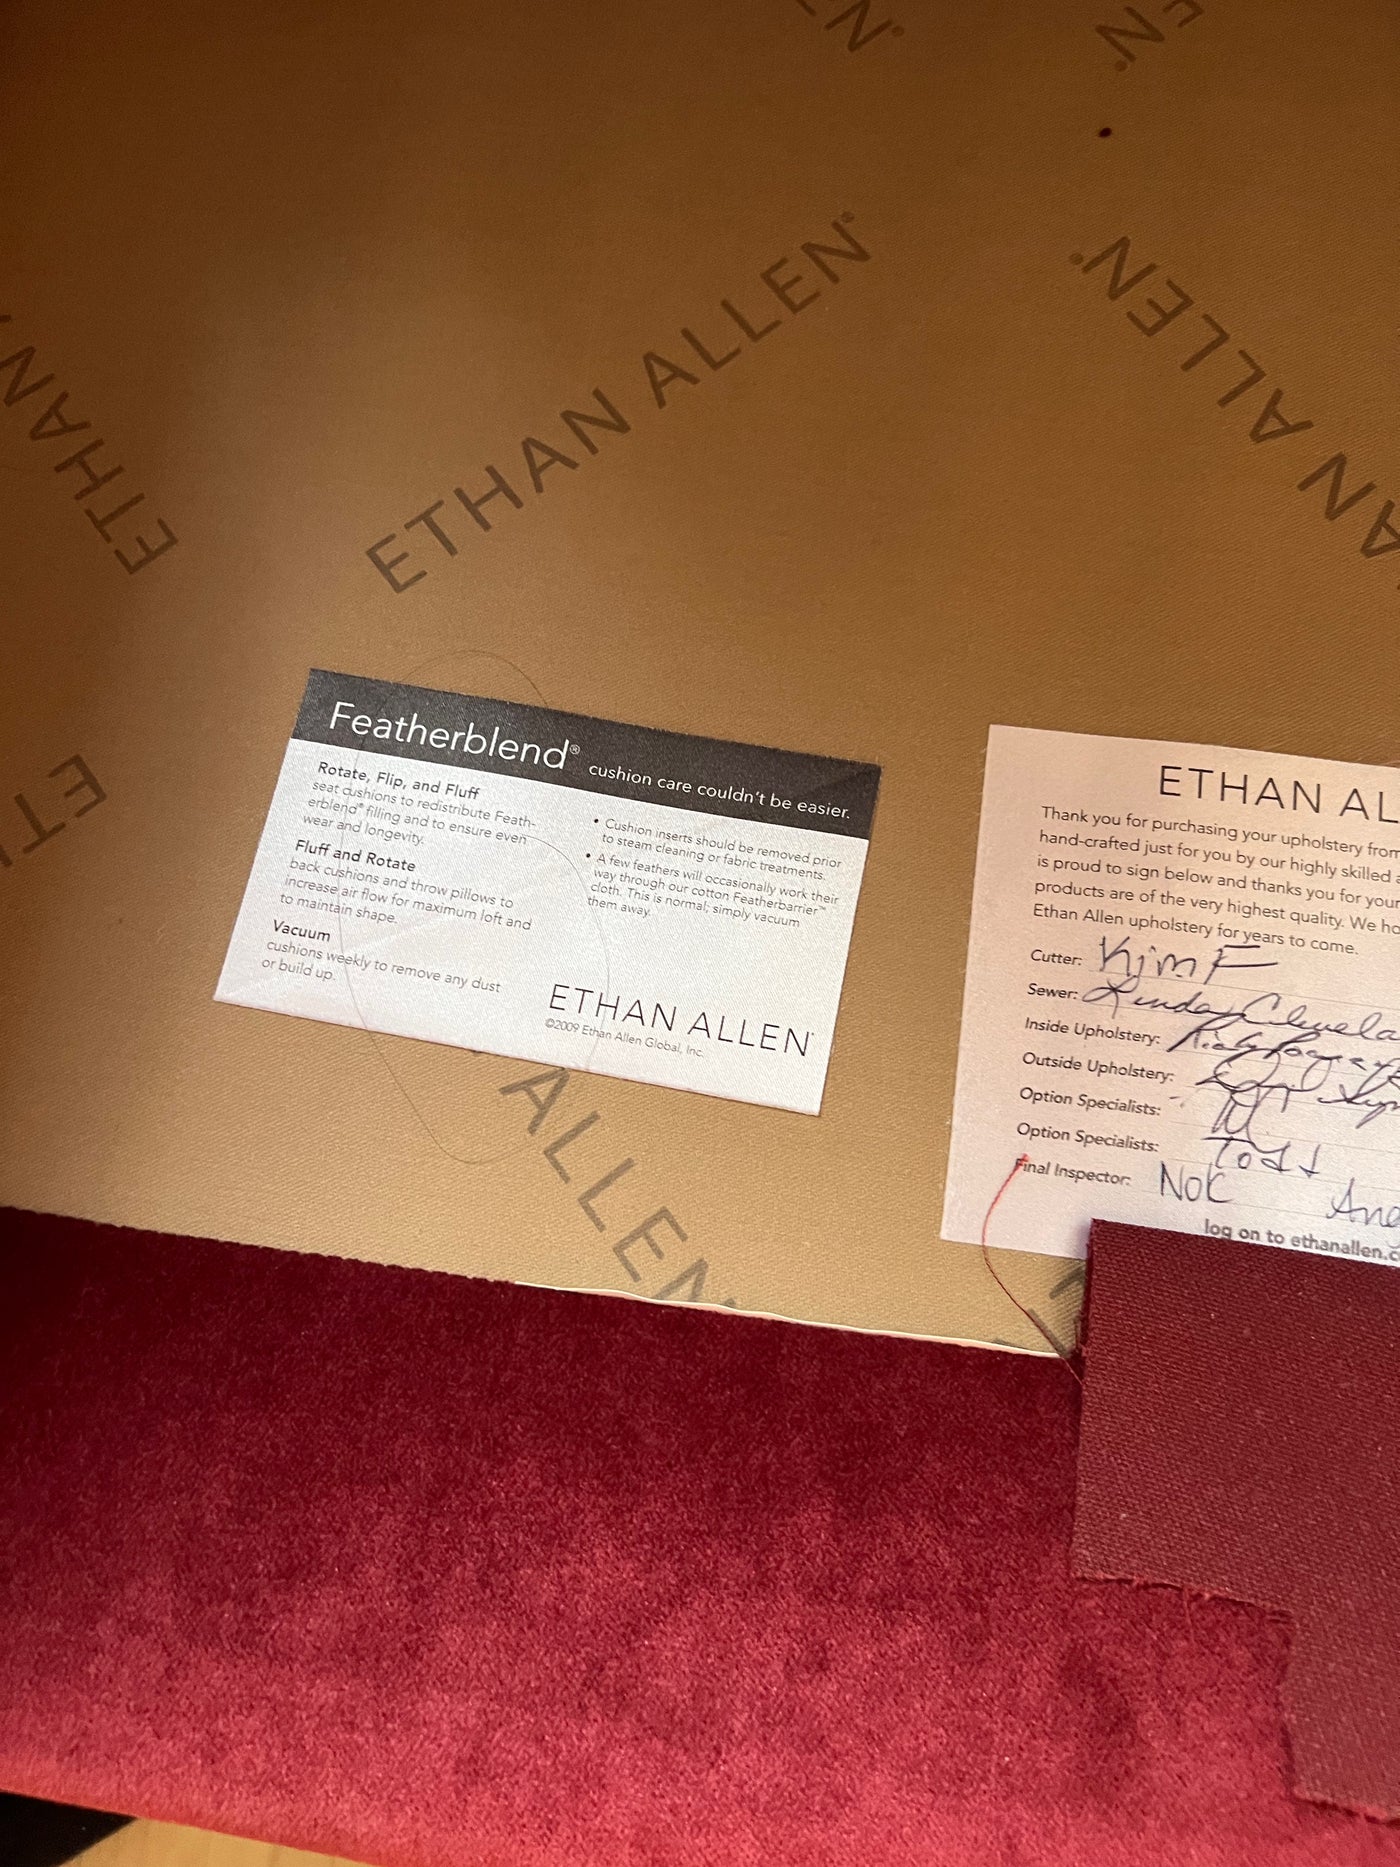 ETHAN ALLEN®
ETHAN ALLEN
ETHAN
ALLEN
Featherblend® cushion care couldn't be easier.
Rotate, Flip, and Fluff
seat cushions to redistribute Feath-
erblend® filling and to ensure even
wear and longevity.
Fluff and Rotate
back cushions and throw pillows to
increase air flow for maximum loft and
to maintain shape.
Vacuum
cushions weekly to remove any dust
or build up.
• Cushion inserts should be removed prior
to steam cleaning or fabric treatments.
• A few feathers will occasionally work their
way through our cotton Featherbarrier™
cloth. This is normal; simply vacuum
them away.
ETHAN ALLEN®
©2009 Ethan Allen Global, Inc.
ETHAN AL
Thank you for purchasing your upholstery from
hand-crafted just for you by our highly skilled
is proud to sign below and thanks you for your
products are of the very highest quality. We ho
Ethan Allen upholstery for years to come.
Cutter: Kim F
Sewer: Linda Clevela
Inside Upholstery:
Outside Upholstery:
Option Specialists:
Option Specialists: Todd
Final Inspector: NOK
log on to ethanallen.c